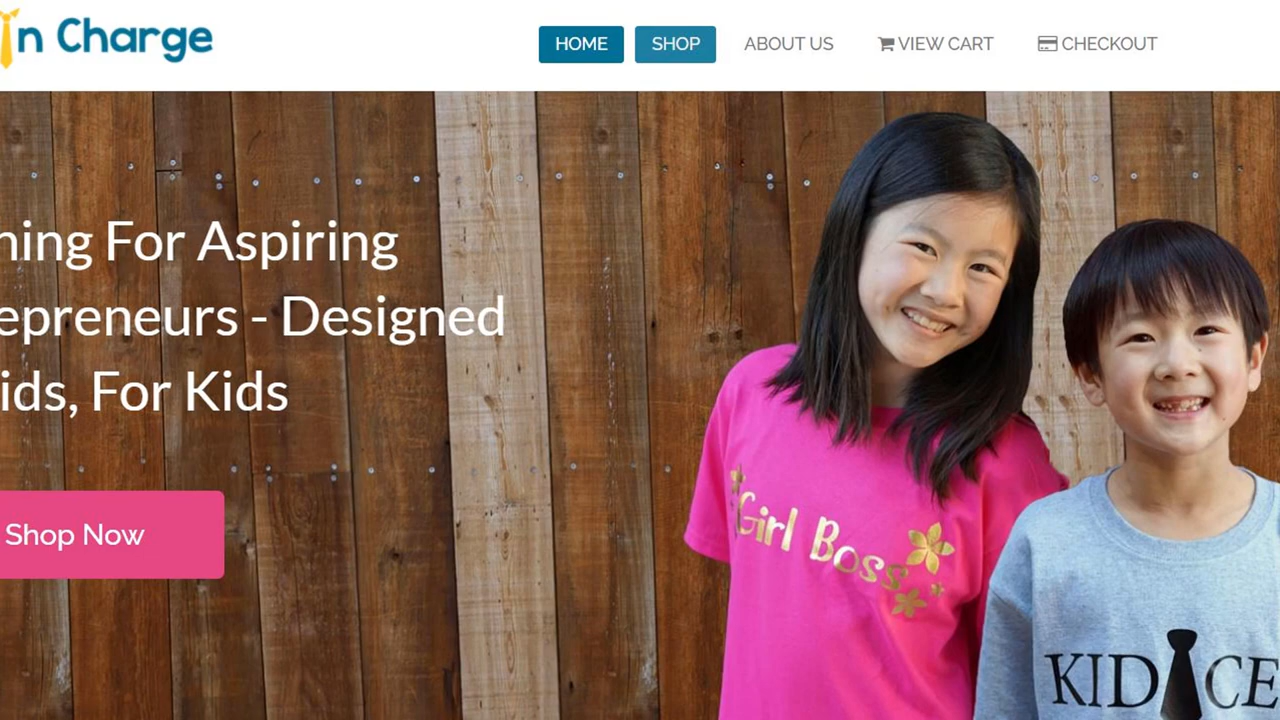 in Charge
HOME SHOP ABOUT US VIEW CART CHECKOUT
ning For Aspiring
epreneurs - Designed
ids, For Kids
Shop Now
Girl Boss
KID CE